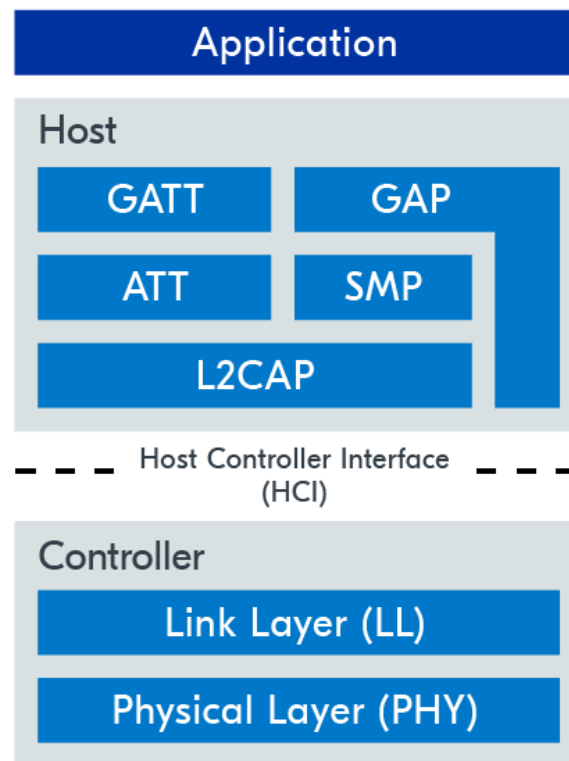 Application
Host
GATT
GAP
ATT
SMP
L2CAP
Host Controller Interface
(HCI)
Controller
Link Layer (LL)
Physical Layer (PHY)